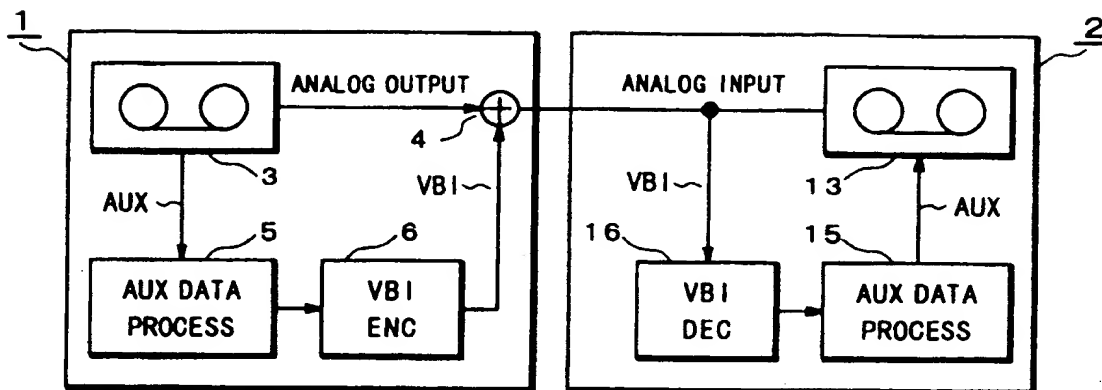 1
2
ANALOG OUTPUT
ANALOG INPUT
4
3
13
VBI
VBI
AUX
AUX
5
6
16
15
AUX DATA
PROCESS
VBI
ENC
VBI
DEC
AUX DATA
PROCESS